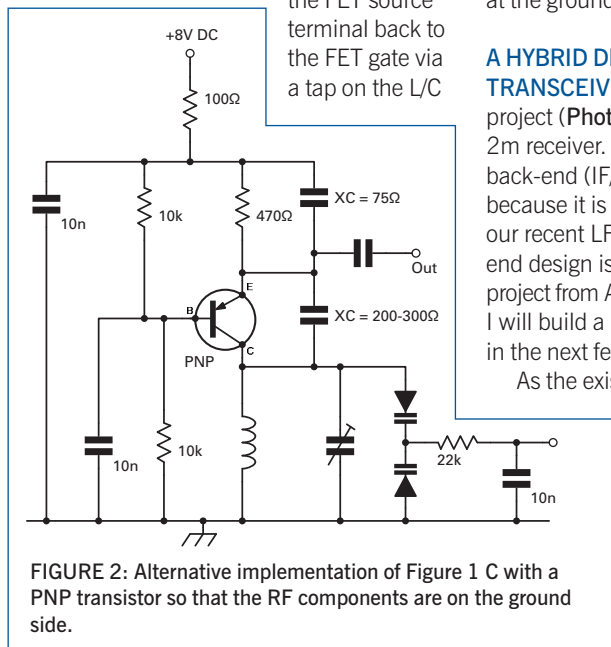 the FET source
terminal back to
the FET gate via
a tap on the L/C
at the ground
A HYBRID DE
TRANSCEIV
project (Phot
2m receiver.
back-end (IF/
because it is
our recent LF
end design is
project from A
I will build a
in the next fe
As the exis
+8V DC
100Ω
10n
10k
470Ω
XC = 75Ω
Out
E
B
C
PNP
XC = 200-300Ω
10n
10k
22k
10n
FIGURE 2: Alternative implementation of Figure 1 C with a
PNP transistor so that the RF components are on the ground
side.